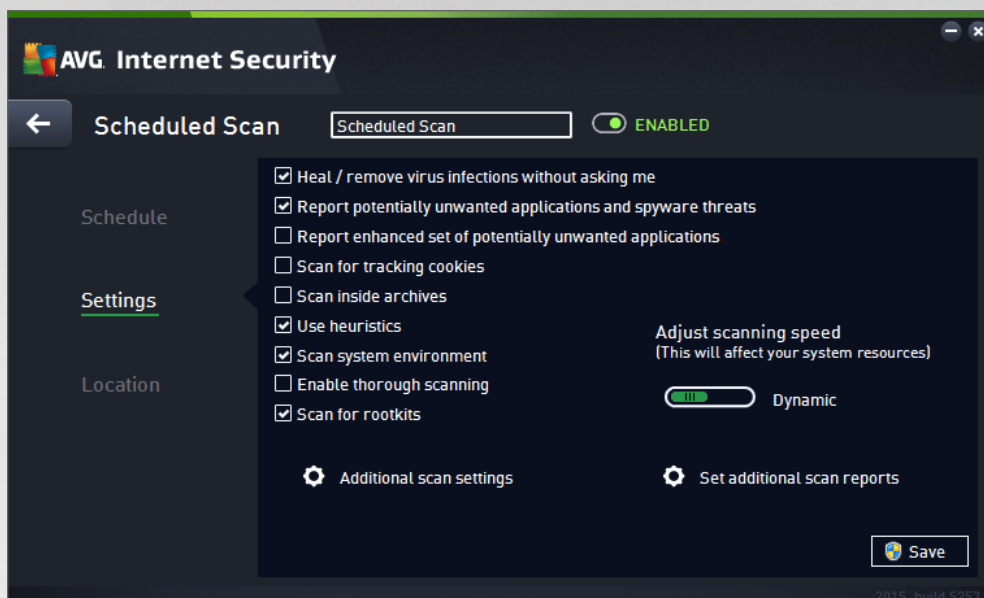 AVG. Internet Security
Scheduled Scan
Scheduled Scan
ENABLED
Schedule
Settings
Location
Heal / remove virus infections without asking me
Report potentially unwanted applications and spyware threats
Report enhanced set of potentially unwanted applications
Scan for tracking cookies
Scan inside archives
Use heuristics
Scan system environment
Enable thorough scanning
Scan for rootkits
Adjust scanning speed
(This will affect your system resources)
Dynamic
Additional scan settings
Set additional scan reports
Save
2015, build 5353